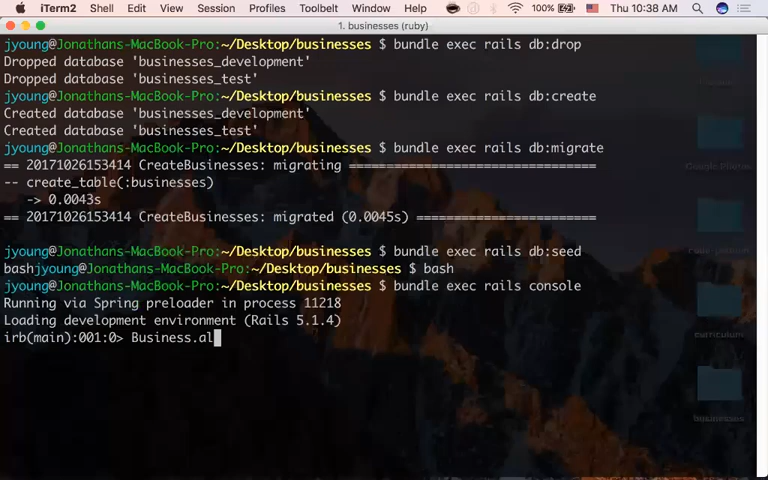 iTerm2 Shell Edit View Session Profiles Toolbelt Window Help 100% Thu 10:38 AM
1. businesses (ruby)
jyoung@Jonathans-MacBook-Pro:~/Desktop/businesses $ bundle exec rails db:drop
Dropped database 'businesses_development'
Dropped database 'businesses_test'
jyoung@Jonathans-MacBook-Pro:~/Desktop/businesses $ bundle exec rails db:create
Created database 'businesses_development'
Created database 'businesses_test'
jyoung@Jonathans-MacBook-Pro:~/Desktop/businesses $ bundle exec rails db:migrate
== 20171026153414 CreateBusinesses: migrating =============================
-- create_table(:businesses)
-> 0.0043s
== 20171026153414 CreateBusinesses: migrated (0.0045s) =====================
jyoung@Jonathans-MacBook-Pro:~/Desktop/businesses $ bundle exec rails db:seed
bashjyoung@Jonathans-MacBook-Pro:~/Desktop/businesses $ bash
jyoung@Jonathans-MacBook-Pro:~/Desktop/businesses $ bundle exec rails console
Running via Spring preloader in process 11218
Loading development environment (Rails 5.1.4)
irb(main):001:0> Business.al
Google Photos
curriculum
businesses